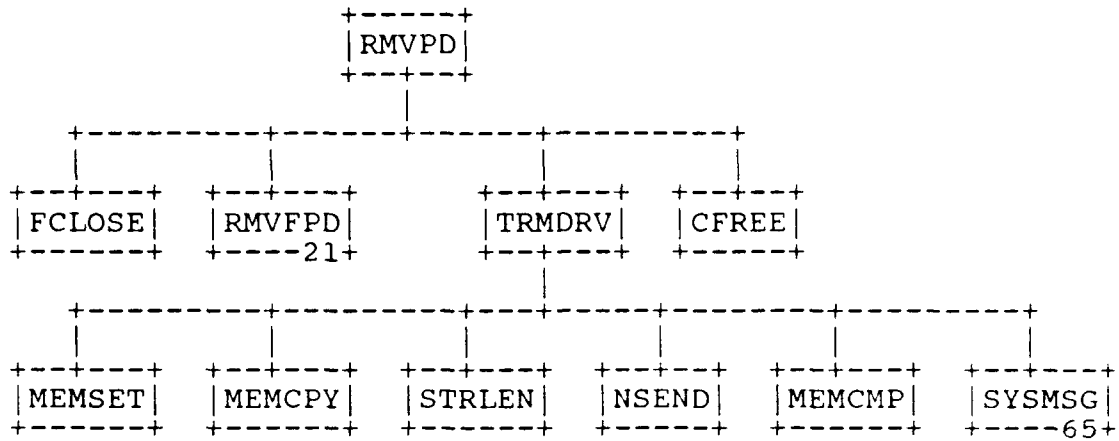 RMVPD
FCLOSE RMVFPD TRMDRV CFREE
21
MEMSET MEMCPY STRLEN NSEND MEMCMP SYSMSG
65